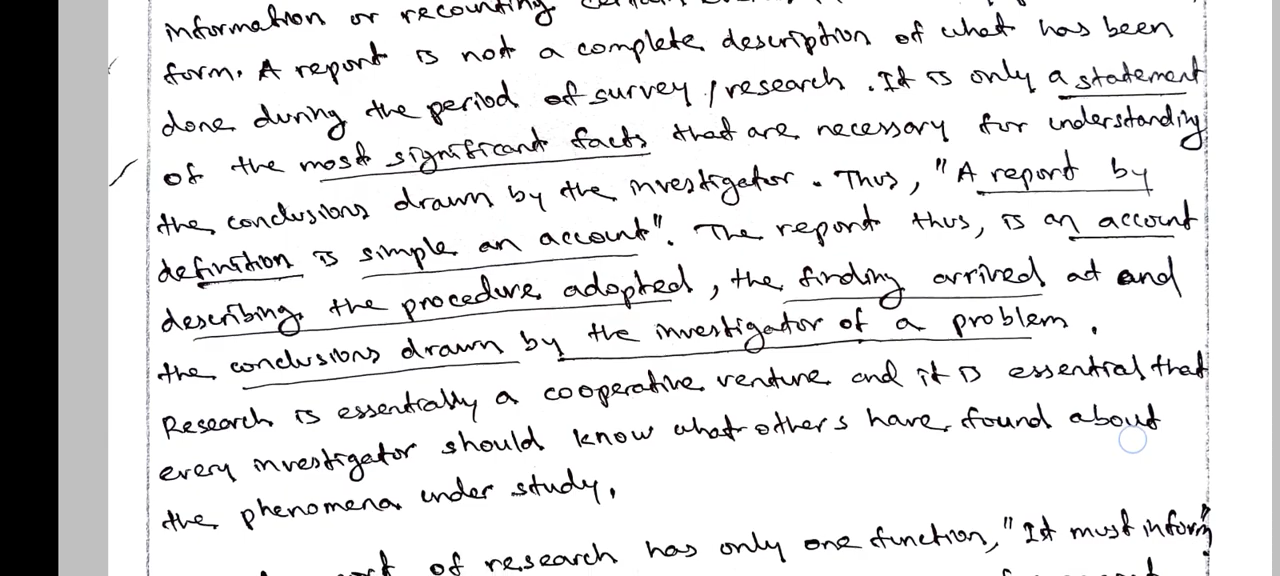 information or recounting certain
form. A report is not a complete description of what has been
done during the period of survey / research. It is only a statement
of the most significant facts that are necessary for understanding
the conclusions drawn by the investigator. Thus, "A report by
definition is simple an account". The report thus, is an account
describing the procedure adopted, the finding arrived at and
the conclusions drawn by the investigator of a problem.
Research is essentially a cooperative venture and it is essential that
every investigator should know what others have found about
the phenomena under study.
of research has only one function, "It must inform